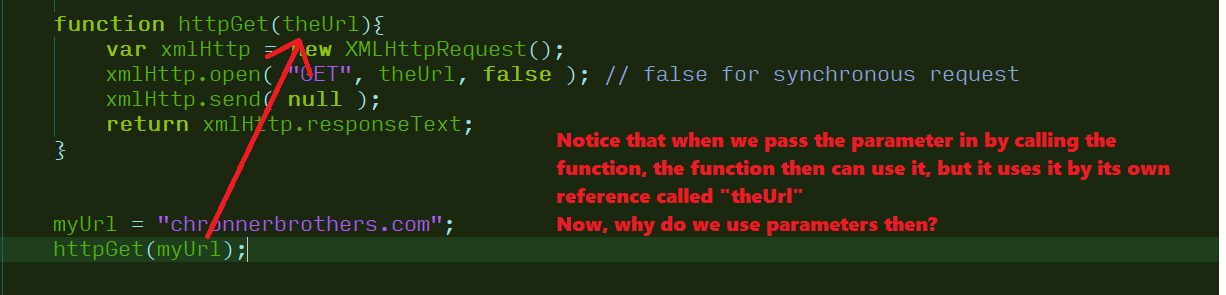 function httpGet(theUrl){
var xmlHttp = new XMLHttpRequest();
xmlHttp.open( "GET", theUrl, false ); // false for synchronous request
xmlHttp.send( null );
return xmlHttp.responseText;
}
Notice that when we pass the parameter in by calling the
function, the function then can use it, but it uses it by its own
reference called "theUrl"
Now, why do we use parameters then?
myUrl = "chronnerbrothers.com";
httpGet(myUrl);